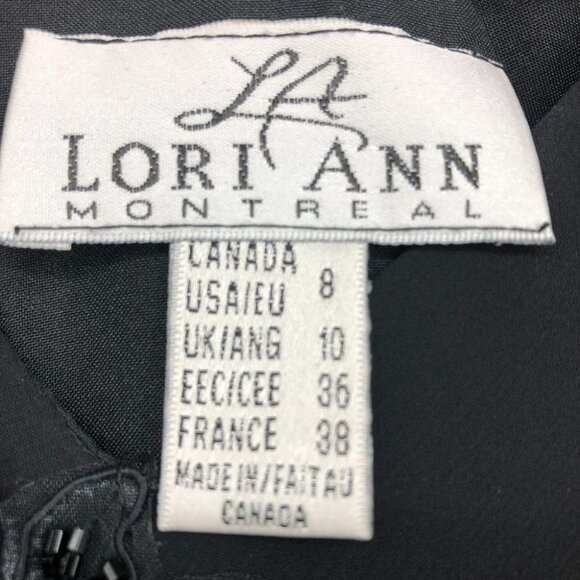 LA
LORI ANN
MONTREAL
CANADA
USA/EU 8
UK/ANG 10
EEC/CEE 36
FRANCE 38
MADE IN/FAIT AU
CANADA